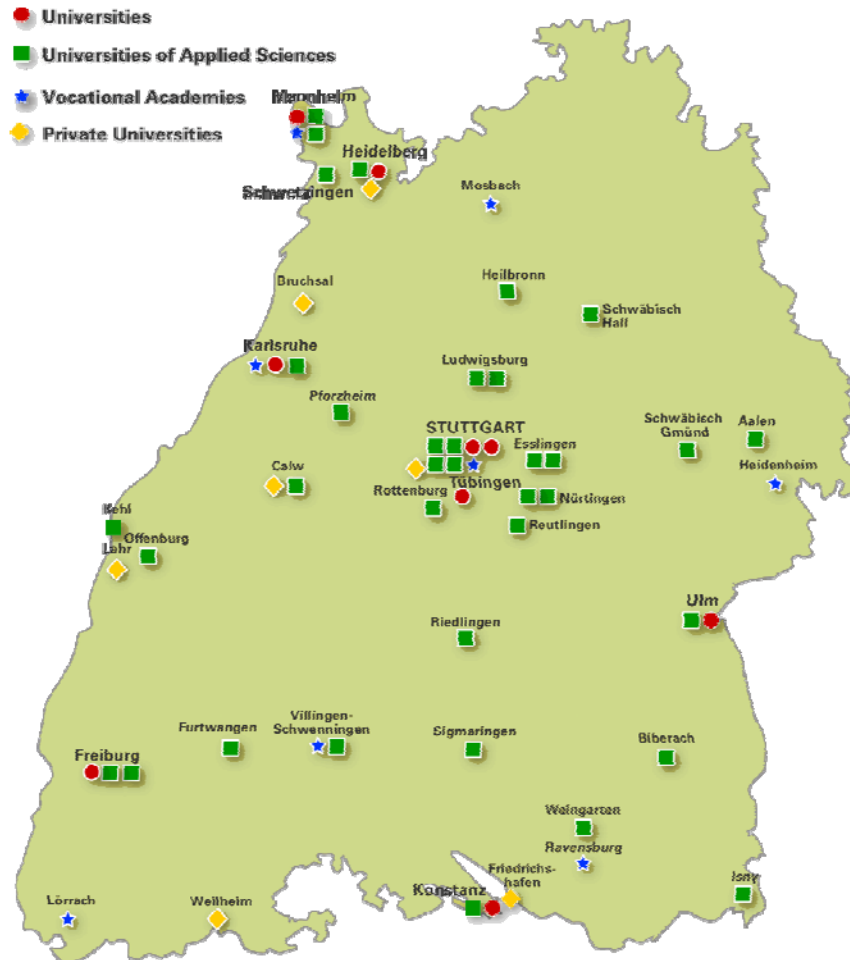 Universities
Universities of Applied Sciences
Vocational Academies
Private Universities
Mannheim
Heidelberg
Schwetzingen
Mosbach
Bruchsal
Heilbronn
Schwäbisch
Hall
Karlsruhe
Ludwigsburg
Pforzheim
STUTTGART
Esslingen
Schwäbisch
Gmünd
Aalen
Heidenheim
Calw
Tübingen
Rottenburg
Nürtingen
Reutlingen
Kehl
Offenburg
Lahr
Ulm
Riedlingen
Furtwangen
Villingen-
Schwenningen
Sigmaringen
Biberach
Freiburg
Weingarten
Ravensburg
Friedrichs-
hafen
Isny
Konstanz
Lörrach
Weilheim